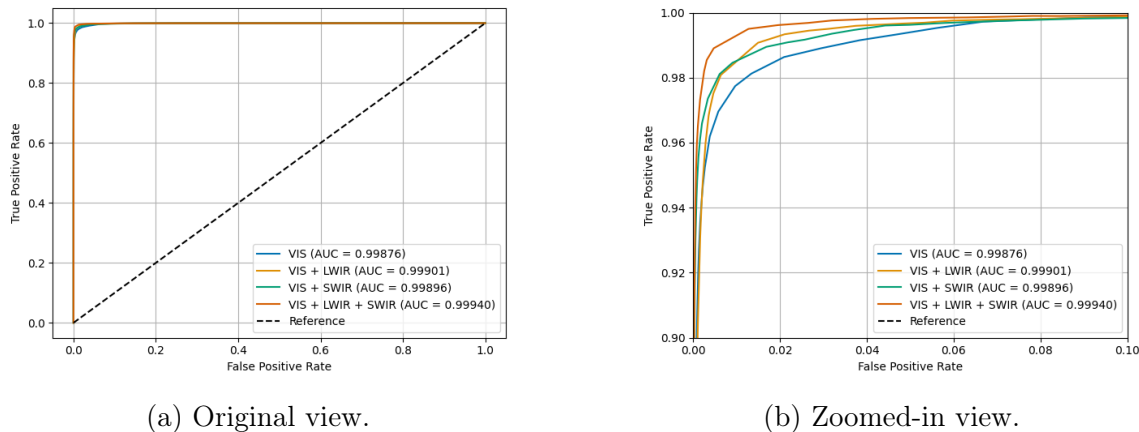 1.0
0.8
0.6
0.4
0.2
0.0
True Positive Rate
0.0 0.2 0.4 0.6 0.8 1.0
False Positive Rate
VIS (AUC = 0.99876)
VIS + LWIR (AUC = 0.99901)
VIS + SWIR (AUC = 0.99896)
VIS + LWIR + SWIR (AUC = 0.99940)
Reference
(a) Original view.
1.00
0.98
0.96
0.94
0.92
0.90
True Positive Rate
0.00 0.02 0.04 0.06 0.08 0.10
False Positive Rate
VIS (AUC = 0.99876)
VIS + LWIR (AUC = 0.99901)
VIS + SWIR (AUC = 0.99896)
VIS + LWIR + SWIR (AUC = 0.99940)
Reference
(b) Zoomed-in view.